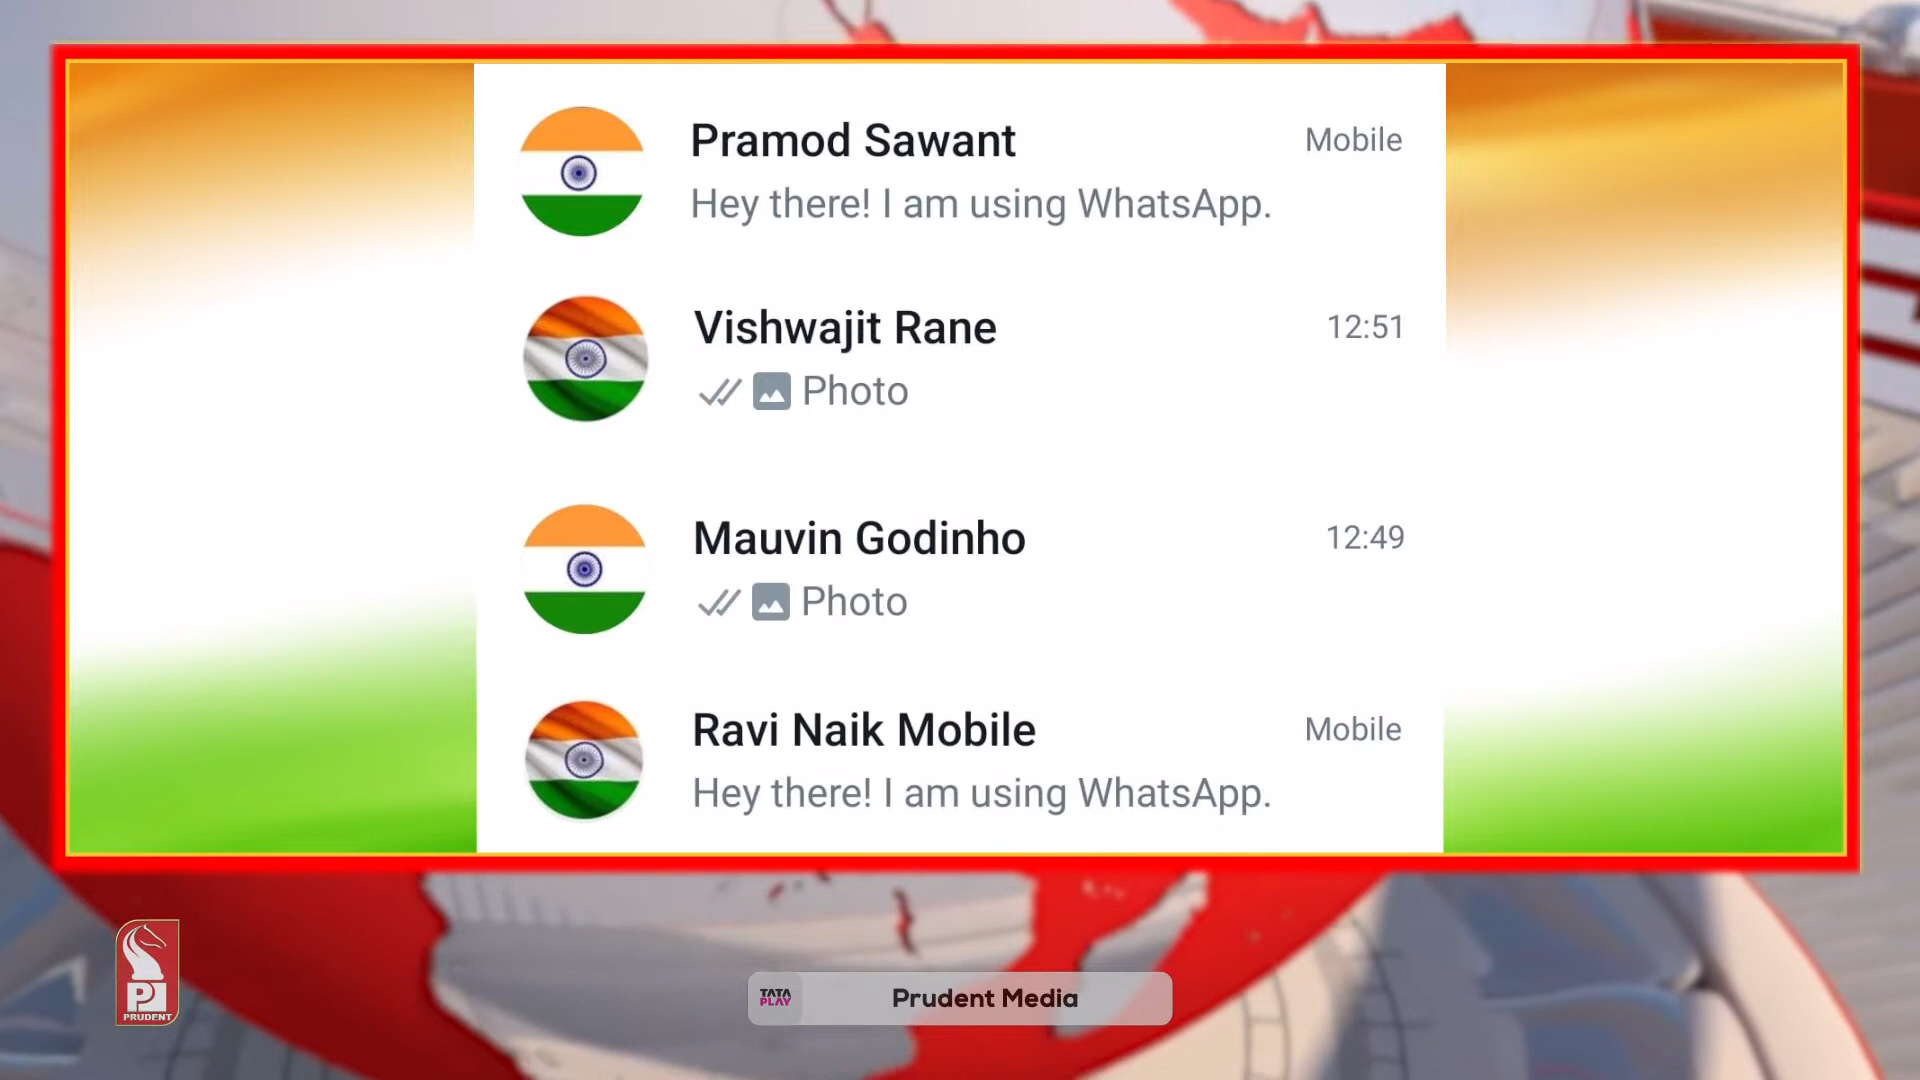 Pramod Sawant Mobile
Hey there! I am using WhatsApp.
Vishwajit Rane 12:51
Photo
Mauvin Godinho 12:49
Photo
Ravi Naik Mobile Mobile
Hey there! I am using WhatsApp.
P
PRUDENT
TATA
PLAY
Prudent Media